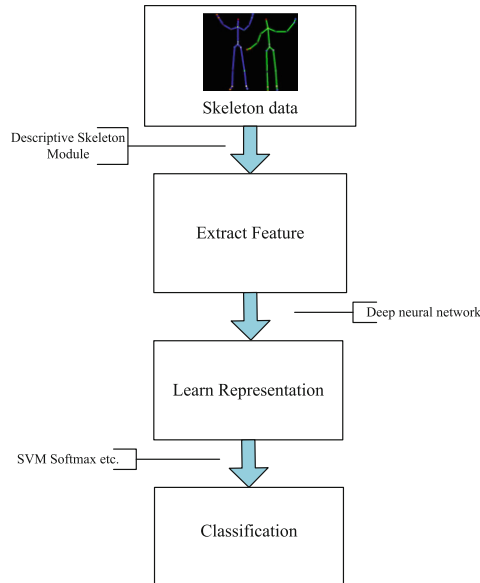 Skeleton data
Descriptive Skeleton
Module
Extract Feature
Deep neural network
Learn Representation
SVM Softmax etc.
Classification